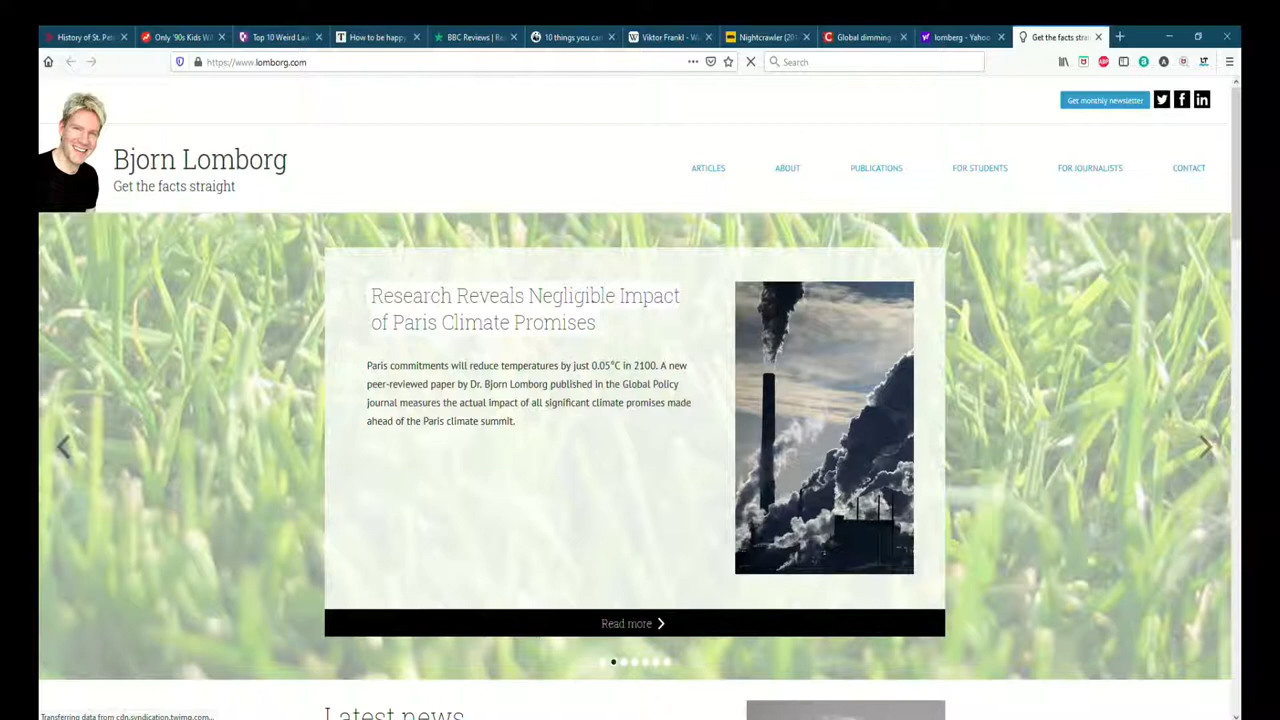 History of St. Pete
Only '90s Kids Wi
Top 10 Weird Law
How to be happ
BBC Reviews | Re
10 things you can
Viktor Frankl - W
Nightcrawler (20
Global dimming
lomberg - Yahoo
Get the facts stra
https://www.lomborg.com
Search
Get monthly newsletter
Bjorn Lomborg
Get the facts straight
ARTICLES
ABOUT
PUBLICATIONS
FOR STUDENTS
FOR JOURNALISTS
CONTACT
Research Reveals Negligible Impact
of Paris Climate Promises
Paris commitments will reduce temperatures by just 0.05°C in 2100. A new
peer-reviewed paper by Dr. Bjorn Lomborg published in the Global Policy
journal measures the actual impact of all significant climate promises made
ahead of the Paris climate summit.
Read more
Latest news
Transferring data from cdn.syndication.twimg.com...